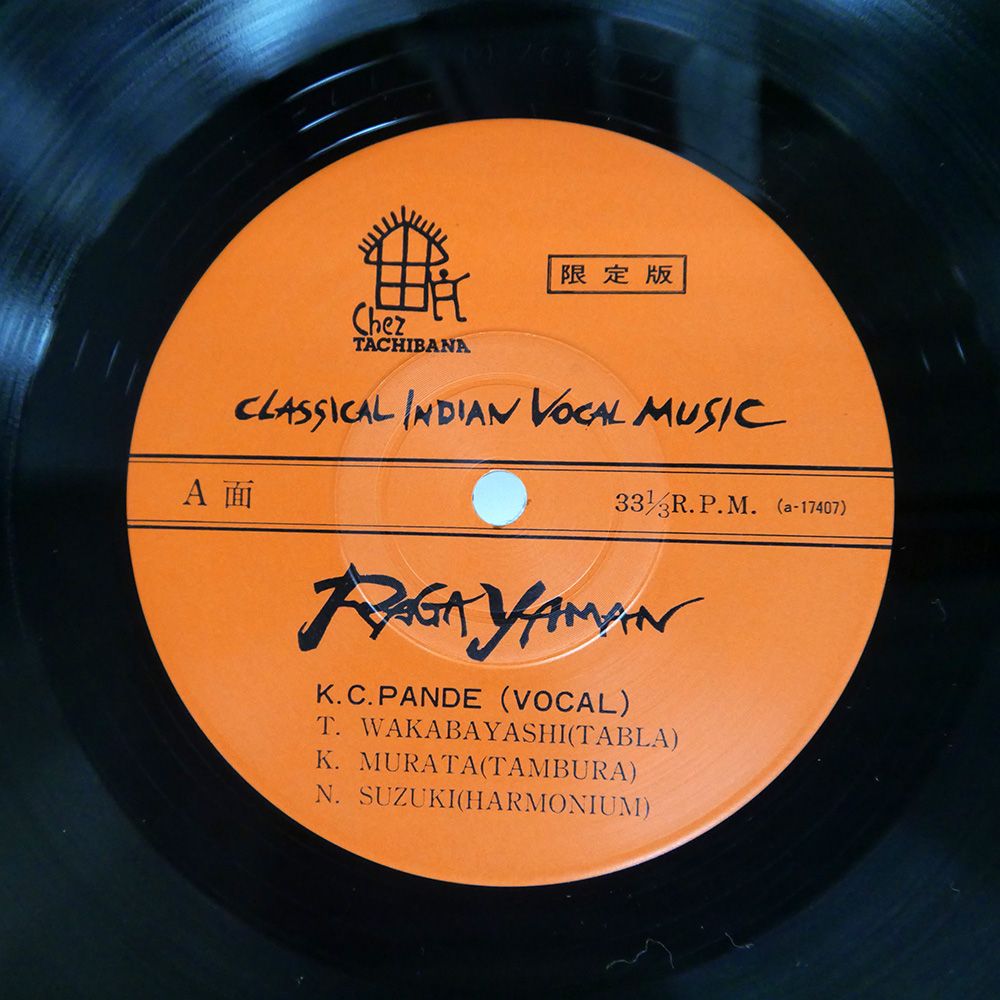 限定版
Chez
TACHIBANA
CLASSICAL INDIAN VOCAL MUSIC
A面
33⅓R.P.M. (a-17407)
RAGA YAMAN
K.C.PANDE (VOCAL)
T. WAKABAYASHI(TABLA)
K. MURATA(TAMBURA)
N. SUZUKI(HARMONIUM)